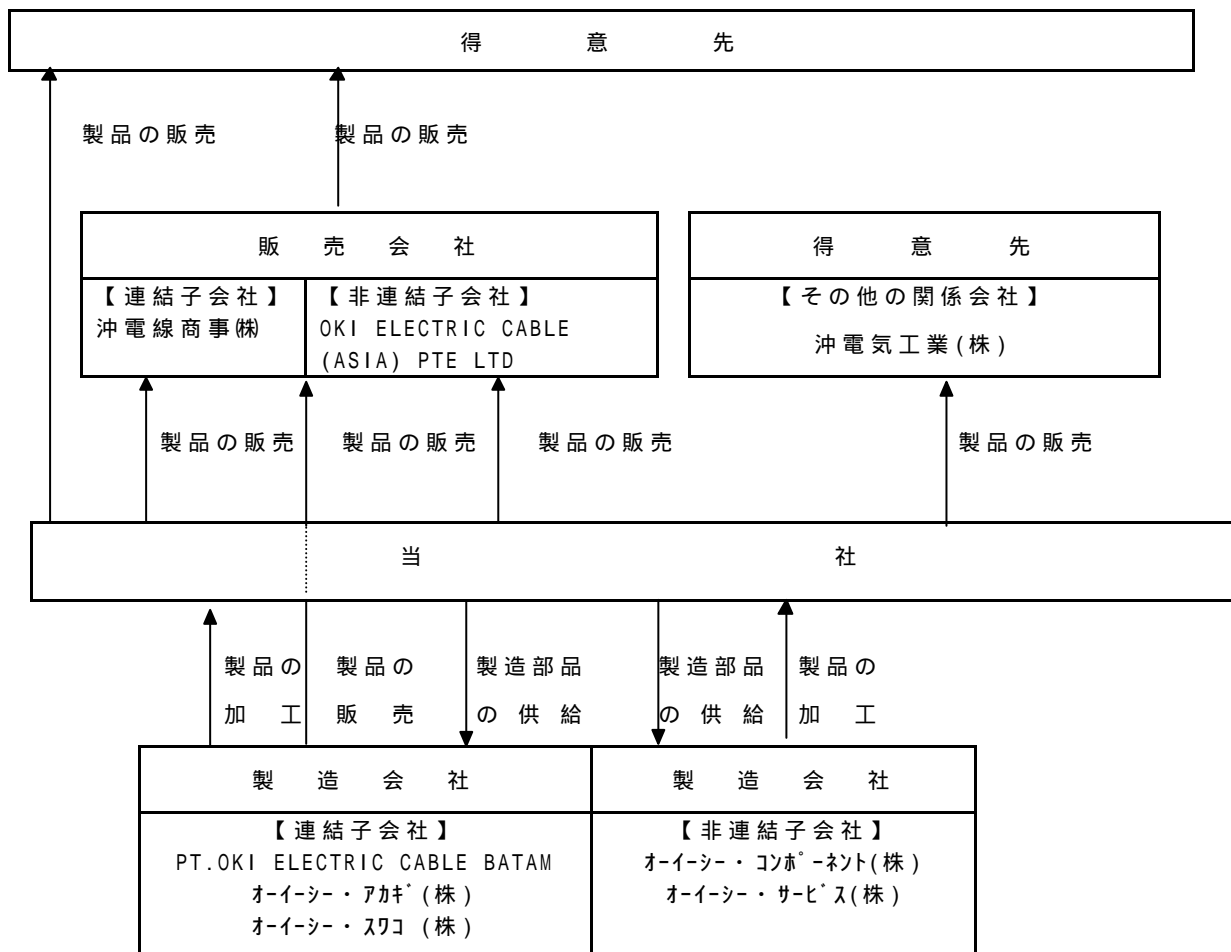 得意先
製品の販売 製品の販売
販売会社 得意先
【連結子会社】 【非連結子会社】 【その他の関係会社】
沖電線商事㈱ OKI ELECTRIC CABLE
(ASIA) PTE LTD
沖電気工業(株)
製品の販売 製品の販売 製品の販売 製品の販売
当社
製品の 製品の 製造部品 製造部品 製品の
加工 販売 の供給 の供給 加工
製造会社 製造会社
【連結子会社】 【非連結子会社】
PT.OKI ELECTRIC CABLE BATAM ｵｰｲｰｼｰ・ｺﾝﾎﾟｰﾈﾝﾄ(株)
ｵｰｲｰｼｰ・ｱｶｷﾞ(株) ｵｰｲｰｼｰ・ｻｰﾋﾞｽ(株)
ｵｰｲｰｼｰ・ｽﾜｺ (株)